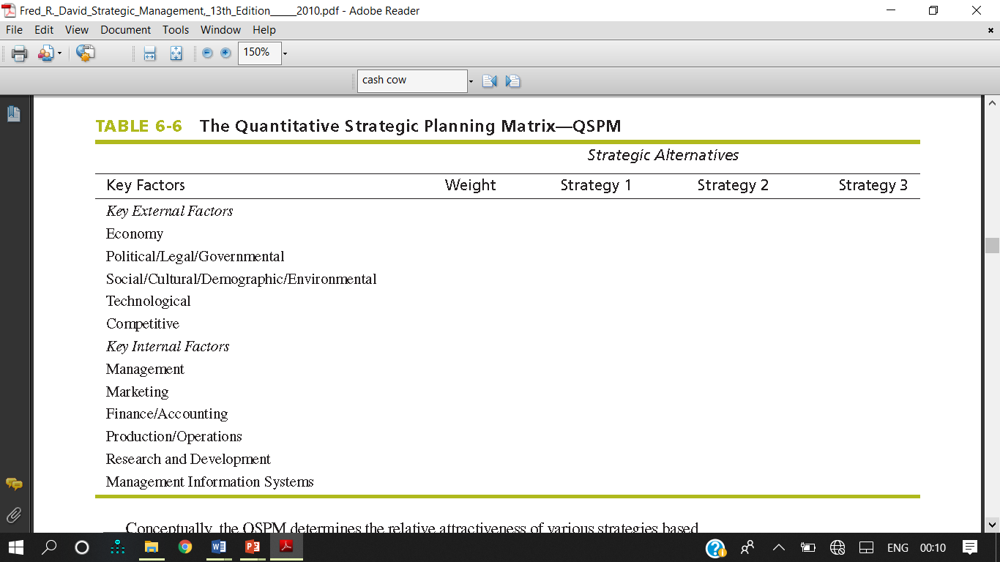 Fred_R._David_Strategic_Management,_13th_Edition_____2010.pdf - Adobe Reader
File Edit View Document Tools Window Help
150%
cash cow
TABLE 6-6 The Quantitative Strategic Planning Matrix—QSPM
Strategic Alternatives
Key Factors Weight Strategy 1 Strategy 2 Strategy 3
Key External Factors
Economy
Political/Legal/Governmental
Social/Cultural/Demographic/Environmental
Technological
Competitive
Key Internal Factors
Management
Marketing
Finance/Accounting
Production/Operations
Research and Development
Management Information Systems
Conceptually, the QSPM determines the relative attractiveness of various strategies based
ENG 00:10